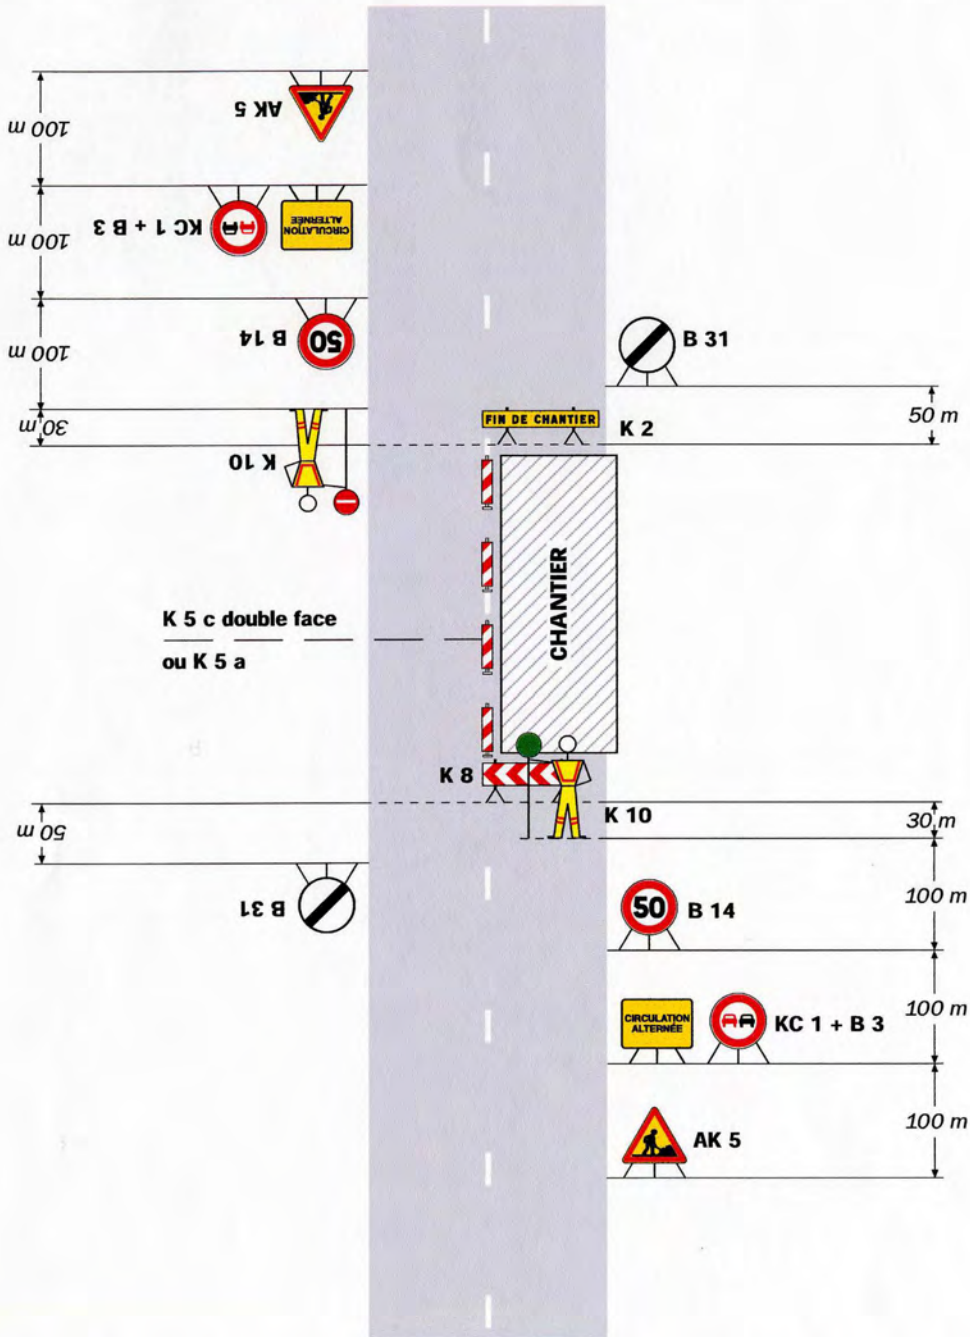 AK 5
100 m
KC 1 + B 3
CIRCULATION
ALTERNÉE
100 m
B 14
50
100 m
B 31
50 m
30 m
K 10
FIN DE CHANTIER
K 2
CHANTIER
K 5 c double face
ou K 5 a
K 8
K 10
30 m
50 m
B 31
50
B 14
100 m
CIRCULATION
ALTERNÉE
KC 1 + B 3
100 m
AK 5
100 m